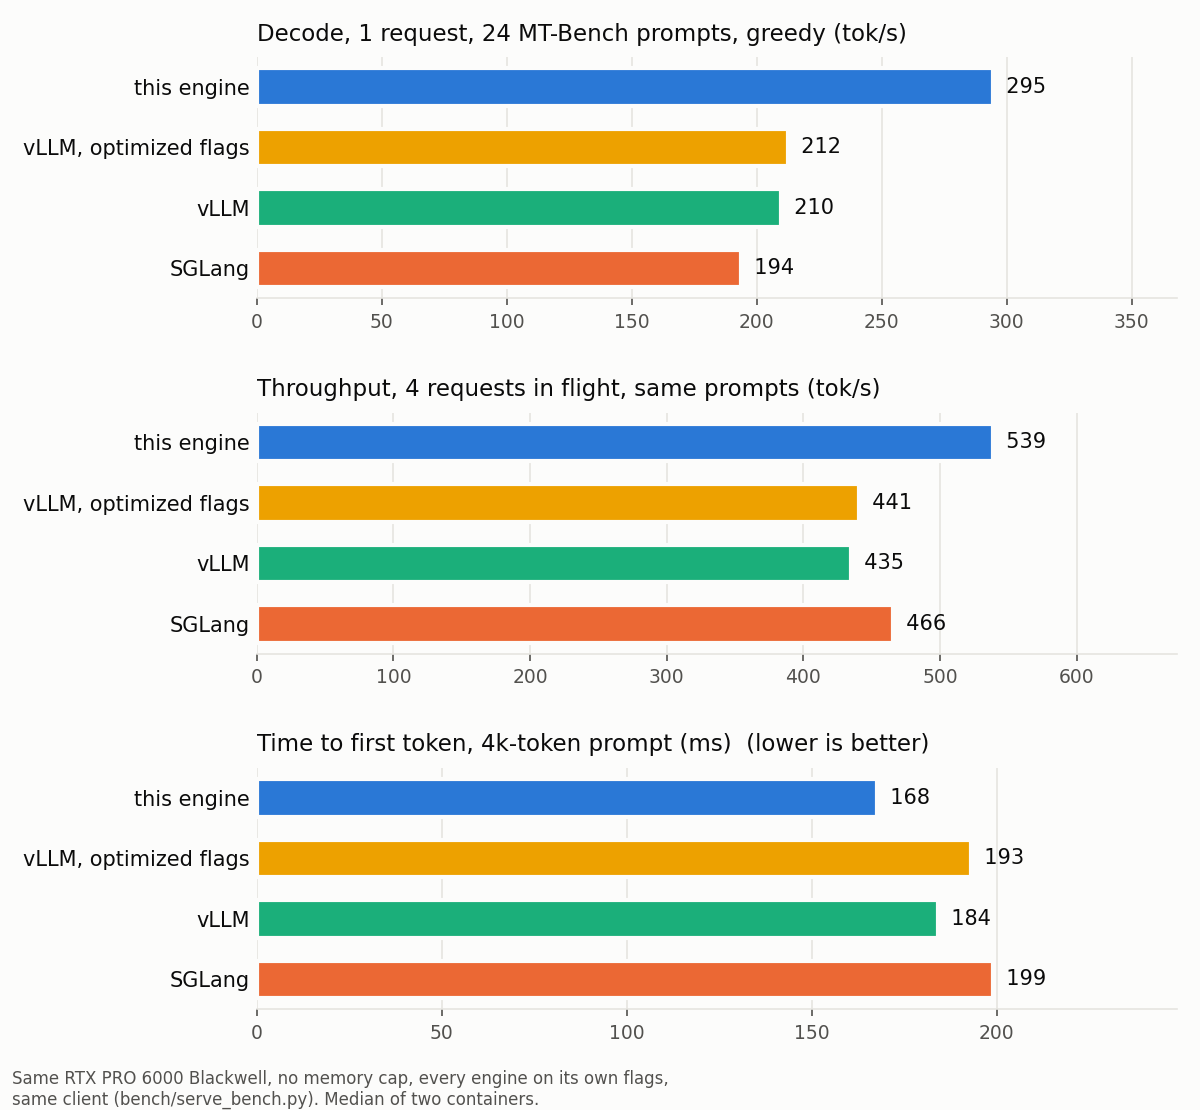 Decode, 1 request, 24 MT-Bench prompts, greedy (tok/s)
this engine 295
vLLM, optimized flags 212
vLLM 210
SGLang 194
0 50 100 150 200 250 300 350
Throughput, 4 requests in flight, same prompts (tok/s)
this engine 539
vLLM, optimized flags 441
vLLM 435
SGLang 466
0 100 200 300 400 500 600
Time to first token, 4k-token prompt (ms)  (lower is better)
this engine 168
vLLM, optimized flags 193
vLLM 184
SGLang 199
0 50 100 150 200
Same RTX PRO 6000 Blackwell, no memory cap, every engine on its own flags,
same client (bench/serve_bench.py). Median of two containers.